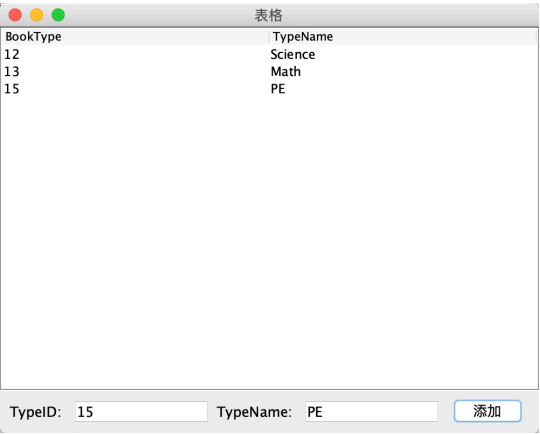 表格
BookType TypeName
12 Science
13 Math
15 PE
TypeID: 15 TypeName: PE 添加